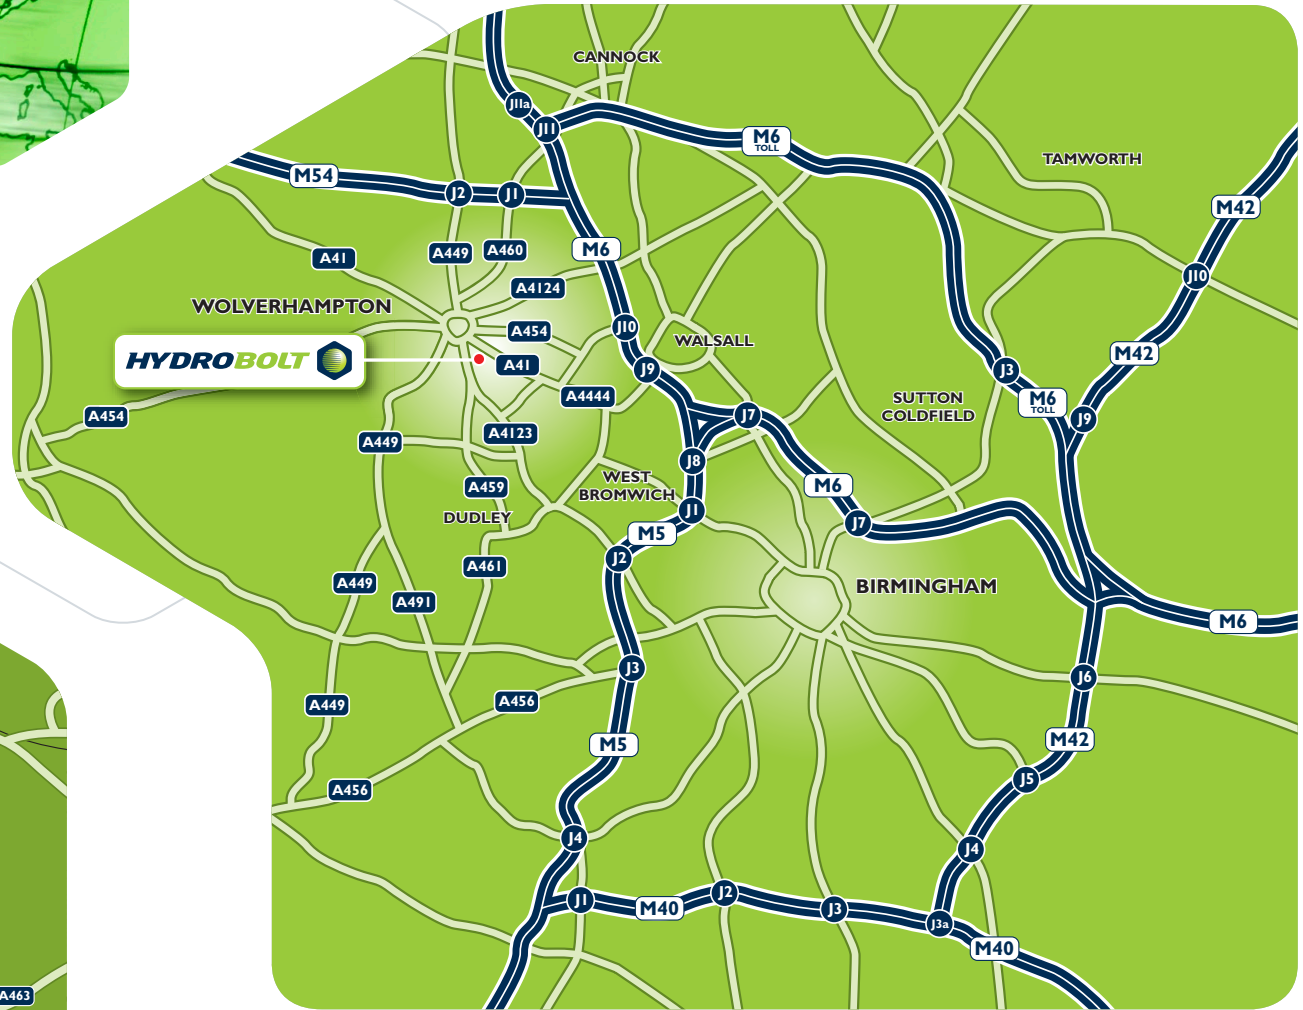 CANNOCK
J11a
J11
M6
TOLL
TAMWORTH
M54
J2
J1
M42
A449
A460
M6
A41
J10
A4124
WOLVERHAMPTON
J10
A454
WALSALL
M42
HYDROBOLT
A41
J9
J3
A4444
SUTTON
COLDFIELD
M6
TOLL
J9
A454
J7
A449
A4123
J8
WEST
BROMWICH
A459
M6
J1
DUDLEY
J7
M5
J2
A461
A449
BIRMINGHAM
A491
M6
J3
J6
A456
A449
M5
M42
J5
A456
J4
J4
J1
M40
J2
J3
J3a
M40
A463